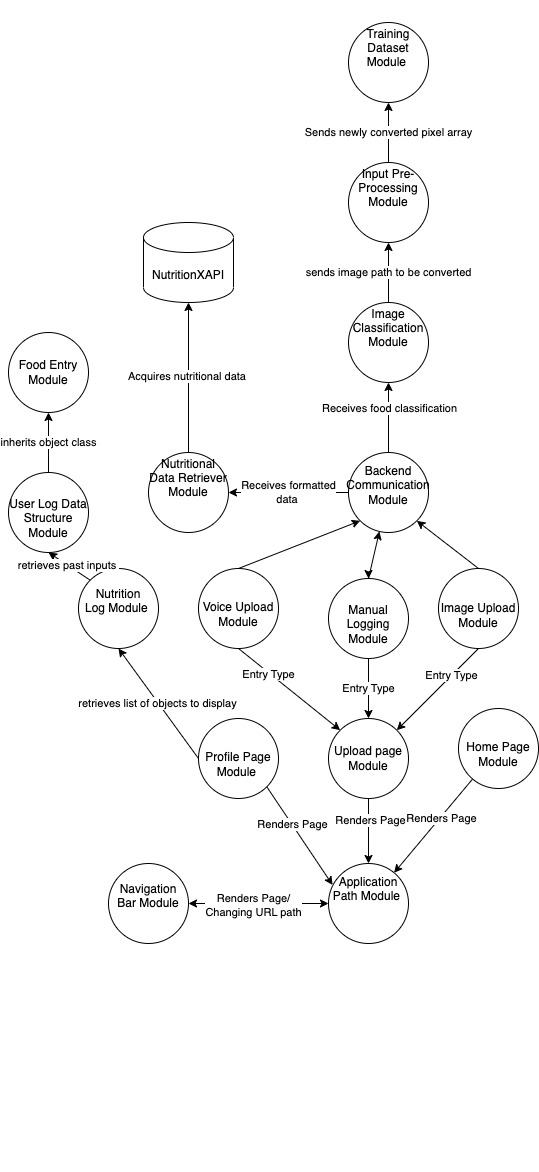 Training
Dataset
Module
Sends newly converted pixel array
Input Pre-
Processing
Module
sends image path to be converted
NutritionXAPI
Image
Classification
Module
Food Entry
Module
Acquires nutritional data
Receives food classification
inherits object class
Nutritional
Data Retriever
Module
Receives formatted
data
Backend
Communication
Module
User Log Data
Structure
Module
retrieves past inputs
Nutrition
Log Module
Voice Upload
Module
Manual
Logging
Module
Image Upload
Module
Entry Type
Entry Type
Entry Type
retrieves list of objects to display
Profile Page
Module
Upload page
Module
Home Page
Module
Renders Page
Renders Page
Renders Page
Navigation
Bar Module
Renders Page/
Changing URL path
Application
Path Module